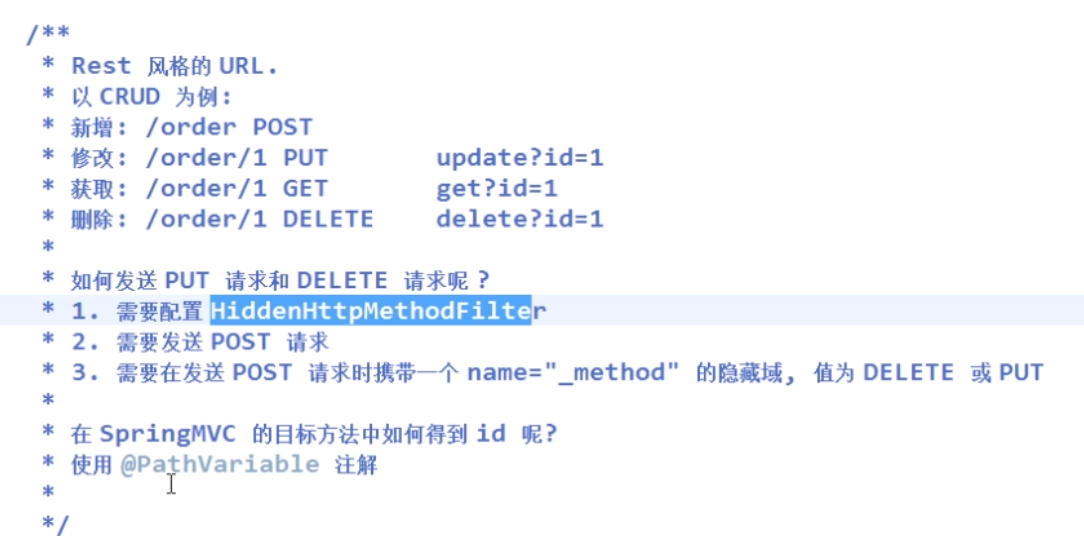 /**
* Rest 风格的 URL.
* 以 CRUD 为例:
* 新增: /order POST
* 修改: /order/1 PUT update?id=1
* 获取: /order/1 GET get?id=1
* 删除: /order/1 DELETE delete?id=1
*
* 如何发送 PUT 请求和 DELETE 请求呢 ?
* 1. 需要配置 HiddenHttpMethodFilter
* 2. 需要发送 POST 请求
* 3. 需要在发送 POST 请求时携带一个 name="_method" 的隐藏域, 值为 DELETE 或 PUT
*
* 在 SpringMVC 的目标方法中如何得到 id 呢?
* 使用 @PathVariable 注解
*
*/